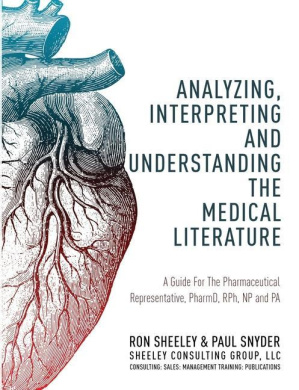 ANALYZING,
INTERPRETING
AND
UNDERSTANDING
THE
MEDICAL
LITERATURE
A Guide For The Pharmaceutical
Representative, PharmD, RPh, NP and PA
RON SHEELEY & PAUL SNYDER
SHEELEY CONSULTING GROUP, LLC
CONSULTING; SALES; MANAGEMENT TRAINING; PUBLICATIONS